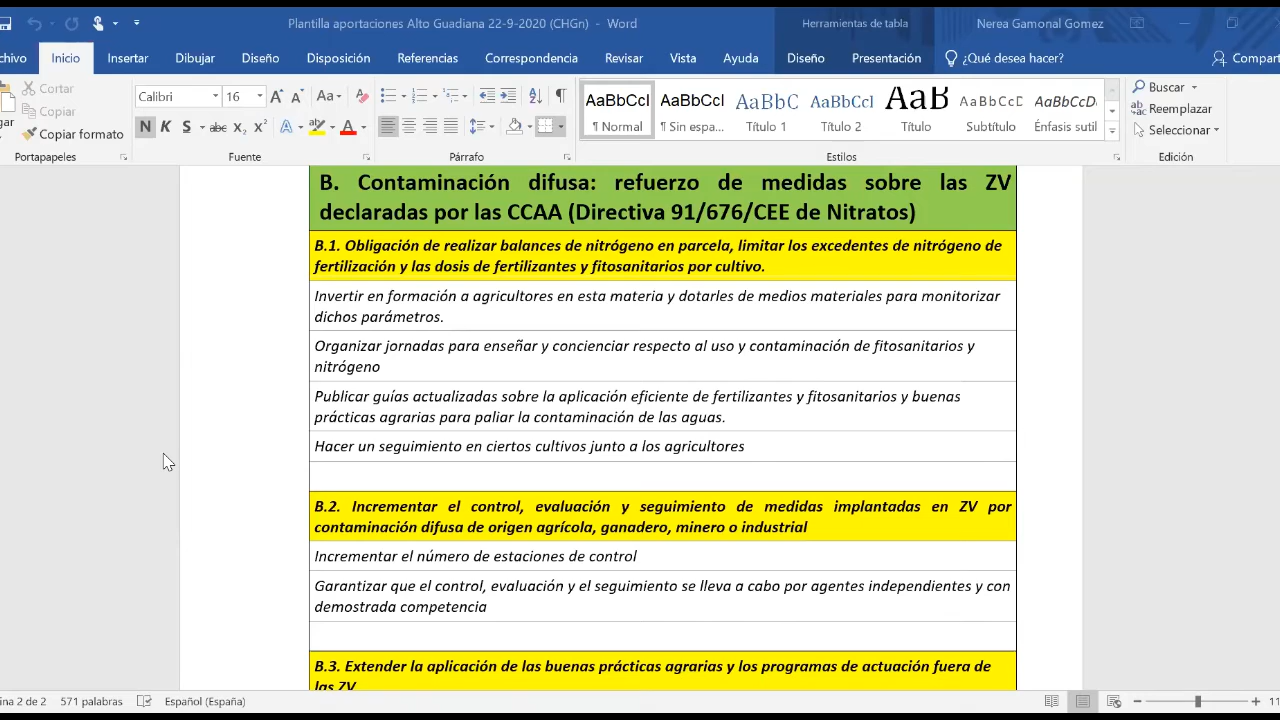 Plantilla aportaciones Alto Guadiana 22-9-2020 (CHGn) - Word
Herramientas de tabla
Nerea Gamonal Gomez
chivo Inicio Insertar Dibujar Diseño Disposición Referencias Correspondencia Revisar Vista Ayuda Diseño Presentación ¿Qué desea hacer? Compart
gar
Cortar
Copiar
Copiar formato
Portapapeles
Calibri 16 A A Aa
N K S abc x₂ x² A aby A
Fuente
Párrafo
AaBbCcI AaBbCcI AaBbC AaBbCc AaB AaBbCcD AaBbCcD
¶ Normal ¶ Sin espa... Título 1 Título 2 Título Subtítulo Énfasis sutil
Estilos
Buscar
Reemplazar
Seleccionar
Edición
B. Contaminación difusa: refuerzo de medidas sobre las ZV
declaradas por las CCAA (Directiva 91/676/CEE de Nitratos)
B.1. Obligación de realizar balances de nitrógeno en parcela, limitar los excedentes de nitrógeno de
fertilización y las dosis de fertilizantes y fitosanitarios por cultivo.
Invertir en formación a agricultores en esta materia y dotarles de medios materiales para monitorizar
dichos parámetros.
Organizar jornadas para enseñar y concienciar respecto al uso y contaminación de fitosanitarios y
nitrógeno
Publicar guías actualizadas sobre la aplicación eficiente de fertilizantes y fitosanitarios y buenas
prácticas agrarias para paliar la contaminación de las aguas.
Hacer un seguimiento en ciertos cultivos junto a los agricultores
B.2. Incrementar el control, evaluación y seguimiento de medidas implantadas en ZV por
contaminación difusa de origen agrícola, ganadero, minero o industrial
Incrementar el número de estaciones de control
Garantizar que el control, evaluación y el seguimiento se lleva a cabo por agentes independientes y con
demostrada competencia
B.3. Extender la aplicación de las buenas prácticas agrarias y los programas de actuación fuera de
las ZV
ina 2 de 2 571 palabras Español (España) 11